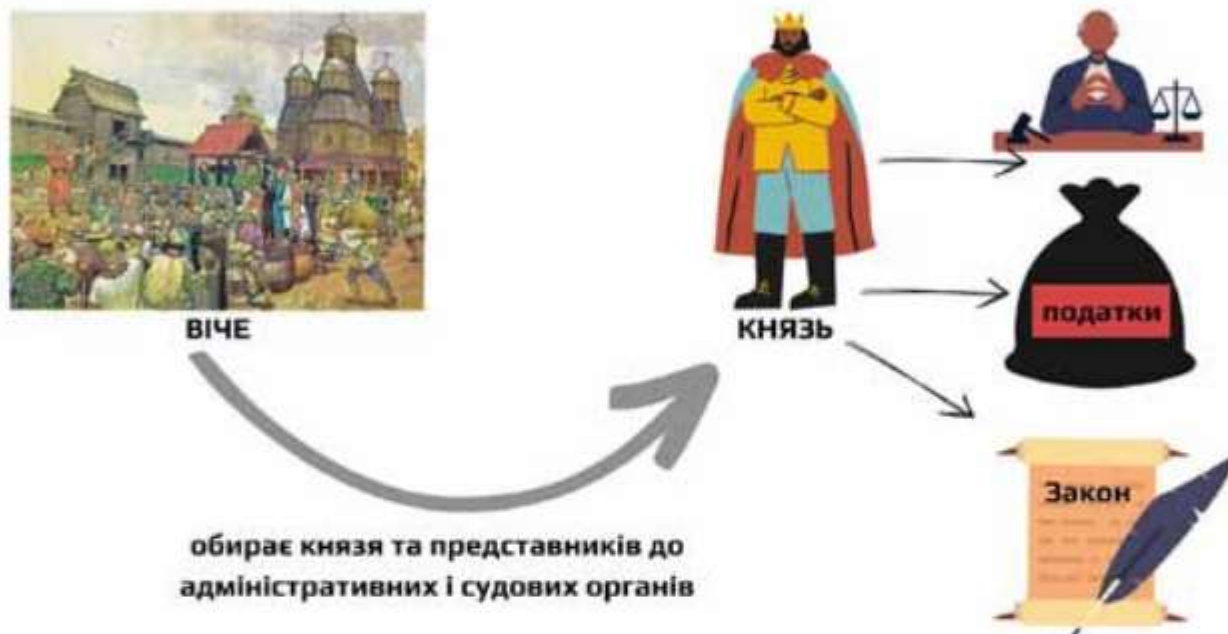 ВІЧЕ
КНЯЗЬ
податки
Закон
обирає князя та представників до
адміністративних і судових органів